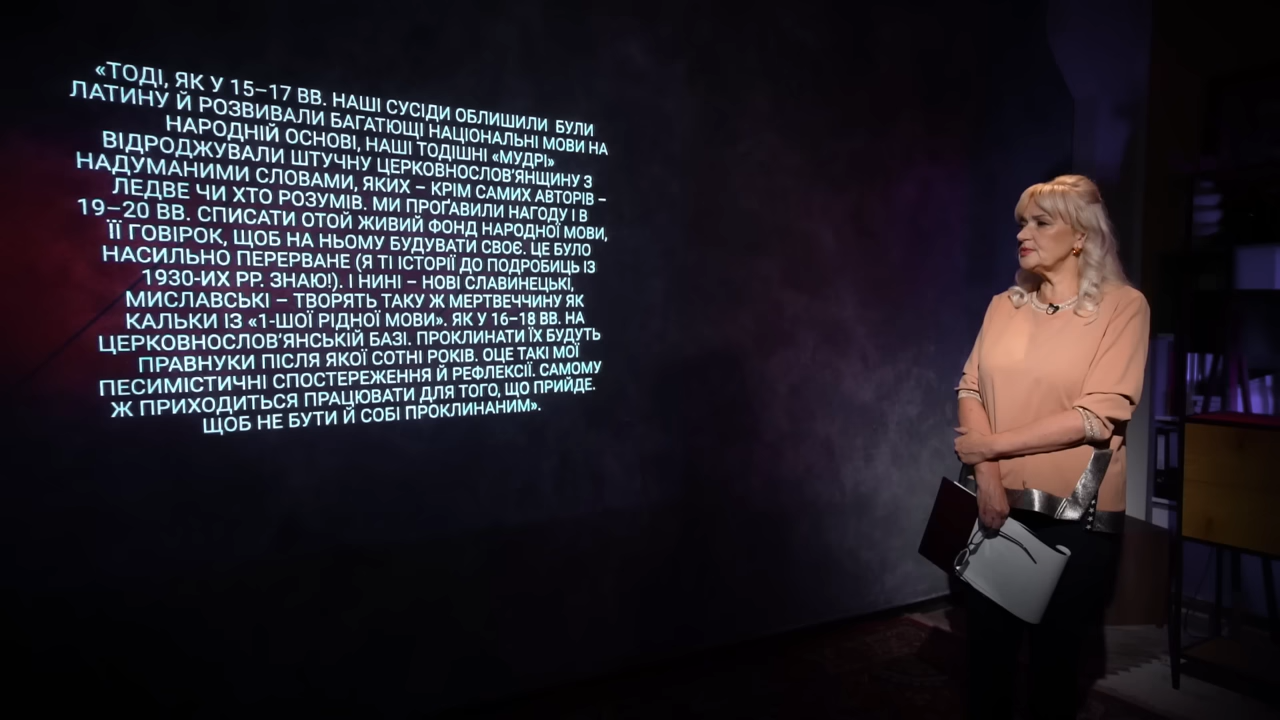 «ТОДІ, ЯК У 15–17 ВВ. НАШІ СУСІДИ ОБЛИШИЛИ БУЛИ
ЛАТИНУ Й РОЗВИВАЛИ БАГАТЮЩІ НАЦІОНАЛЬНІ МОВИ НА
НАРОДНІЙ ОСНОВІ, НАШІ ТОДІШНІ «МУДРІ»
ВІДРОДЖУВАЛИ ШТУЧНУ ЦЕРКОВНОСЛОВ'ЯНЩИНУ З
НАДУМАНИМИ СЛОВАМИ, ЯКИХ – КРІМ САМИХ АВТОРІВ –
ЛЕДВЕ ЧИ ХТО РОЗУМІВ. МИ ПРОҐАВИЛИ НАГОДУ І В
19–20 ВВ. СПИСАТИ ОТОЙ ЖИВИЙ ФОНД НАРОДНОЇ МОВИ,
ЇЇ ГОВІРОК, ЩОБ НА НЬОМУ БУДУВАТИ СВОЄ. ЦЕ БУЛО
НАСИЛЬНО ПЕРЕРВАНЕ (Я ТІ ІСТОРІЇ ДО ПОДРОБИЦЬ ІЗ
1930-ИХ РР. ЗНАЮ!). І НИНІ – НОВІ СЛАВИНЕЦЬКІ,
МИСЛАВСЬКІ – ТВОРЯТЬ ТАКУ Ж МЕРТВЕЧЧИНУ ЯК
КАЛЬКИ ІЗ «1-ШОЇ РІДНОЇ МОВИ». ЯК У 16–18 ВВ. НА
ЦЕРКОВНОСЛОВ'ЯНСЬКІЙ БАЗІ. ПРОКЛИНАТИ ЇХ БУДУТЬ
ПРАВНУКИ ПІСЛЯ ЯКОЇ СОТНІ РОКІВ. ОЦЕ ТАКІ МОЇ
ПЕСИМІСТИЧНІ СПОСТЕРЕЖЕННЯ Й РЕФЛЕКСІЇ. САМОМУ
Ж ПРИХОДИТЬСЯ ПРАЦЮВАТИ ДЛЯ ТОГО, ЩО ПРИЙДЕ.
ЩОБ НЕ БУТИ Й СОБІ ПРОКЛИНАНИМ».